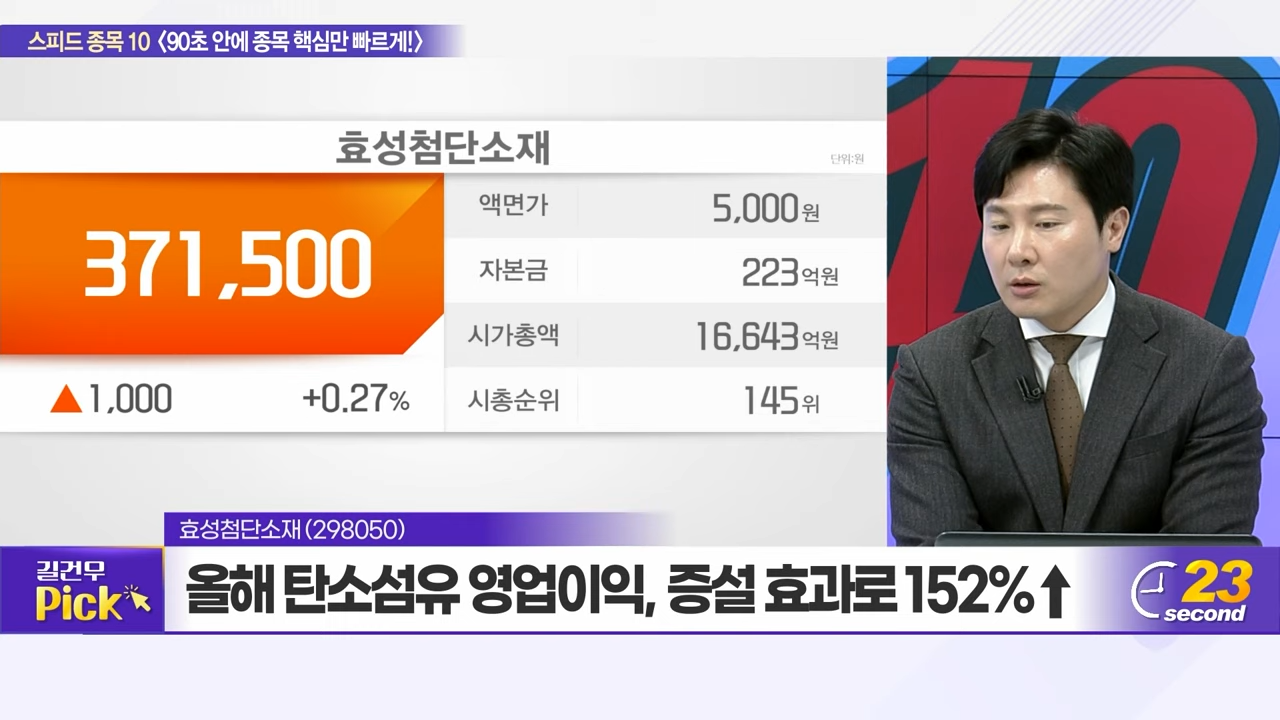 스피드 종목 10 〈90초 안에 종목 핵심만 빠르게!〉
효성첨단소재
단위:원
371,500
▲1,000 +0.27%
액면가 5,000원
자본금 223억원
시가총액 16,643억원
시총순위 145위
10
효성첨단소재(298050)
길건무
Pick
올해 탄소섬유 영업이익, 증설 효과로 152%↑
23
second